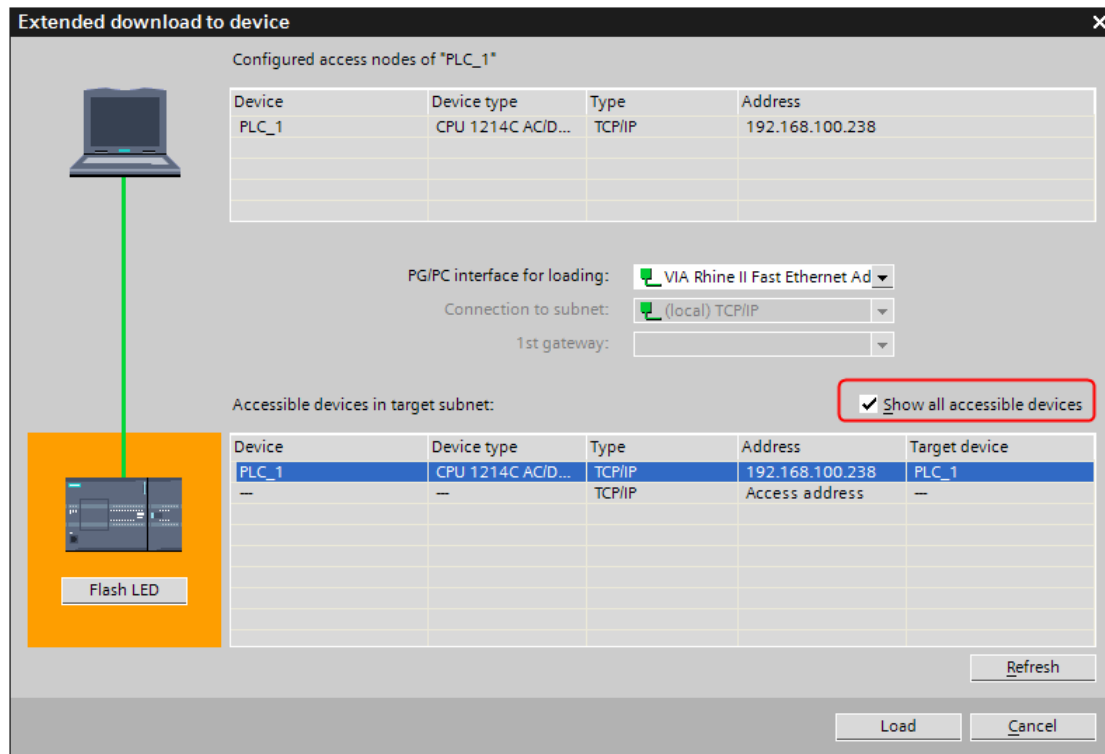 Extended download to device
Configured access nodes of "PLC_1"
Device Device type Type Address
PLC_1 CPU 1214C AC/D... TCP/IP 192.168.100.238
PG/PC interface for loading: VIA Rhine II Fast Ethernet Ad
Connection to subnet: (local) TCP/IP
1st gateway:
Accessible devices in target subnet: Show all accessible devices
Device Device type Type Address Target device
PLC_1 CPU 1214C AC/D... TCP/IP 192.168.100.238 PLC_1
— — TCP/IP Access address —
Flash LED
Refresh
Load Cancel